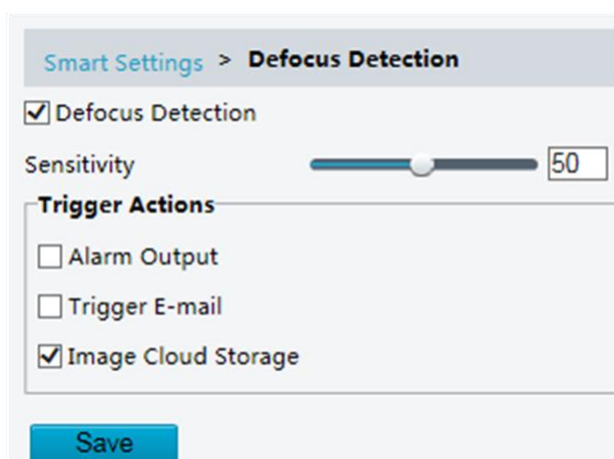 Smart Settings > Defocus Detection
Defocus Detection
Sensitivity 50
Trigger Actions
Alarm Output
Trigger E-mail
Image Cloud Storage
Save